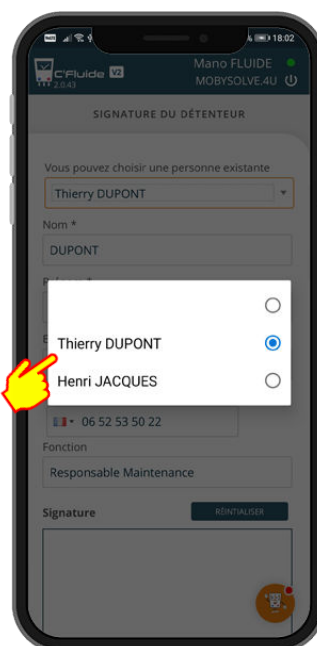 18:02
C'Fluide V2
2.0.43
Mano FLUIDE
MOBYSOLVE.4U
SIGNATURE DU DÉTENTEUR
Vous pouvez choisir une personne existante
Thierry DUPONT
Nom *
DUPONT
Thierry DUPONT
Henri JACQUES
06 52 53 50 22
Fonction
Responsable Maintenance
Signature
RÉINTIALISER